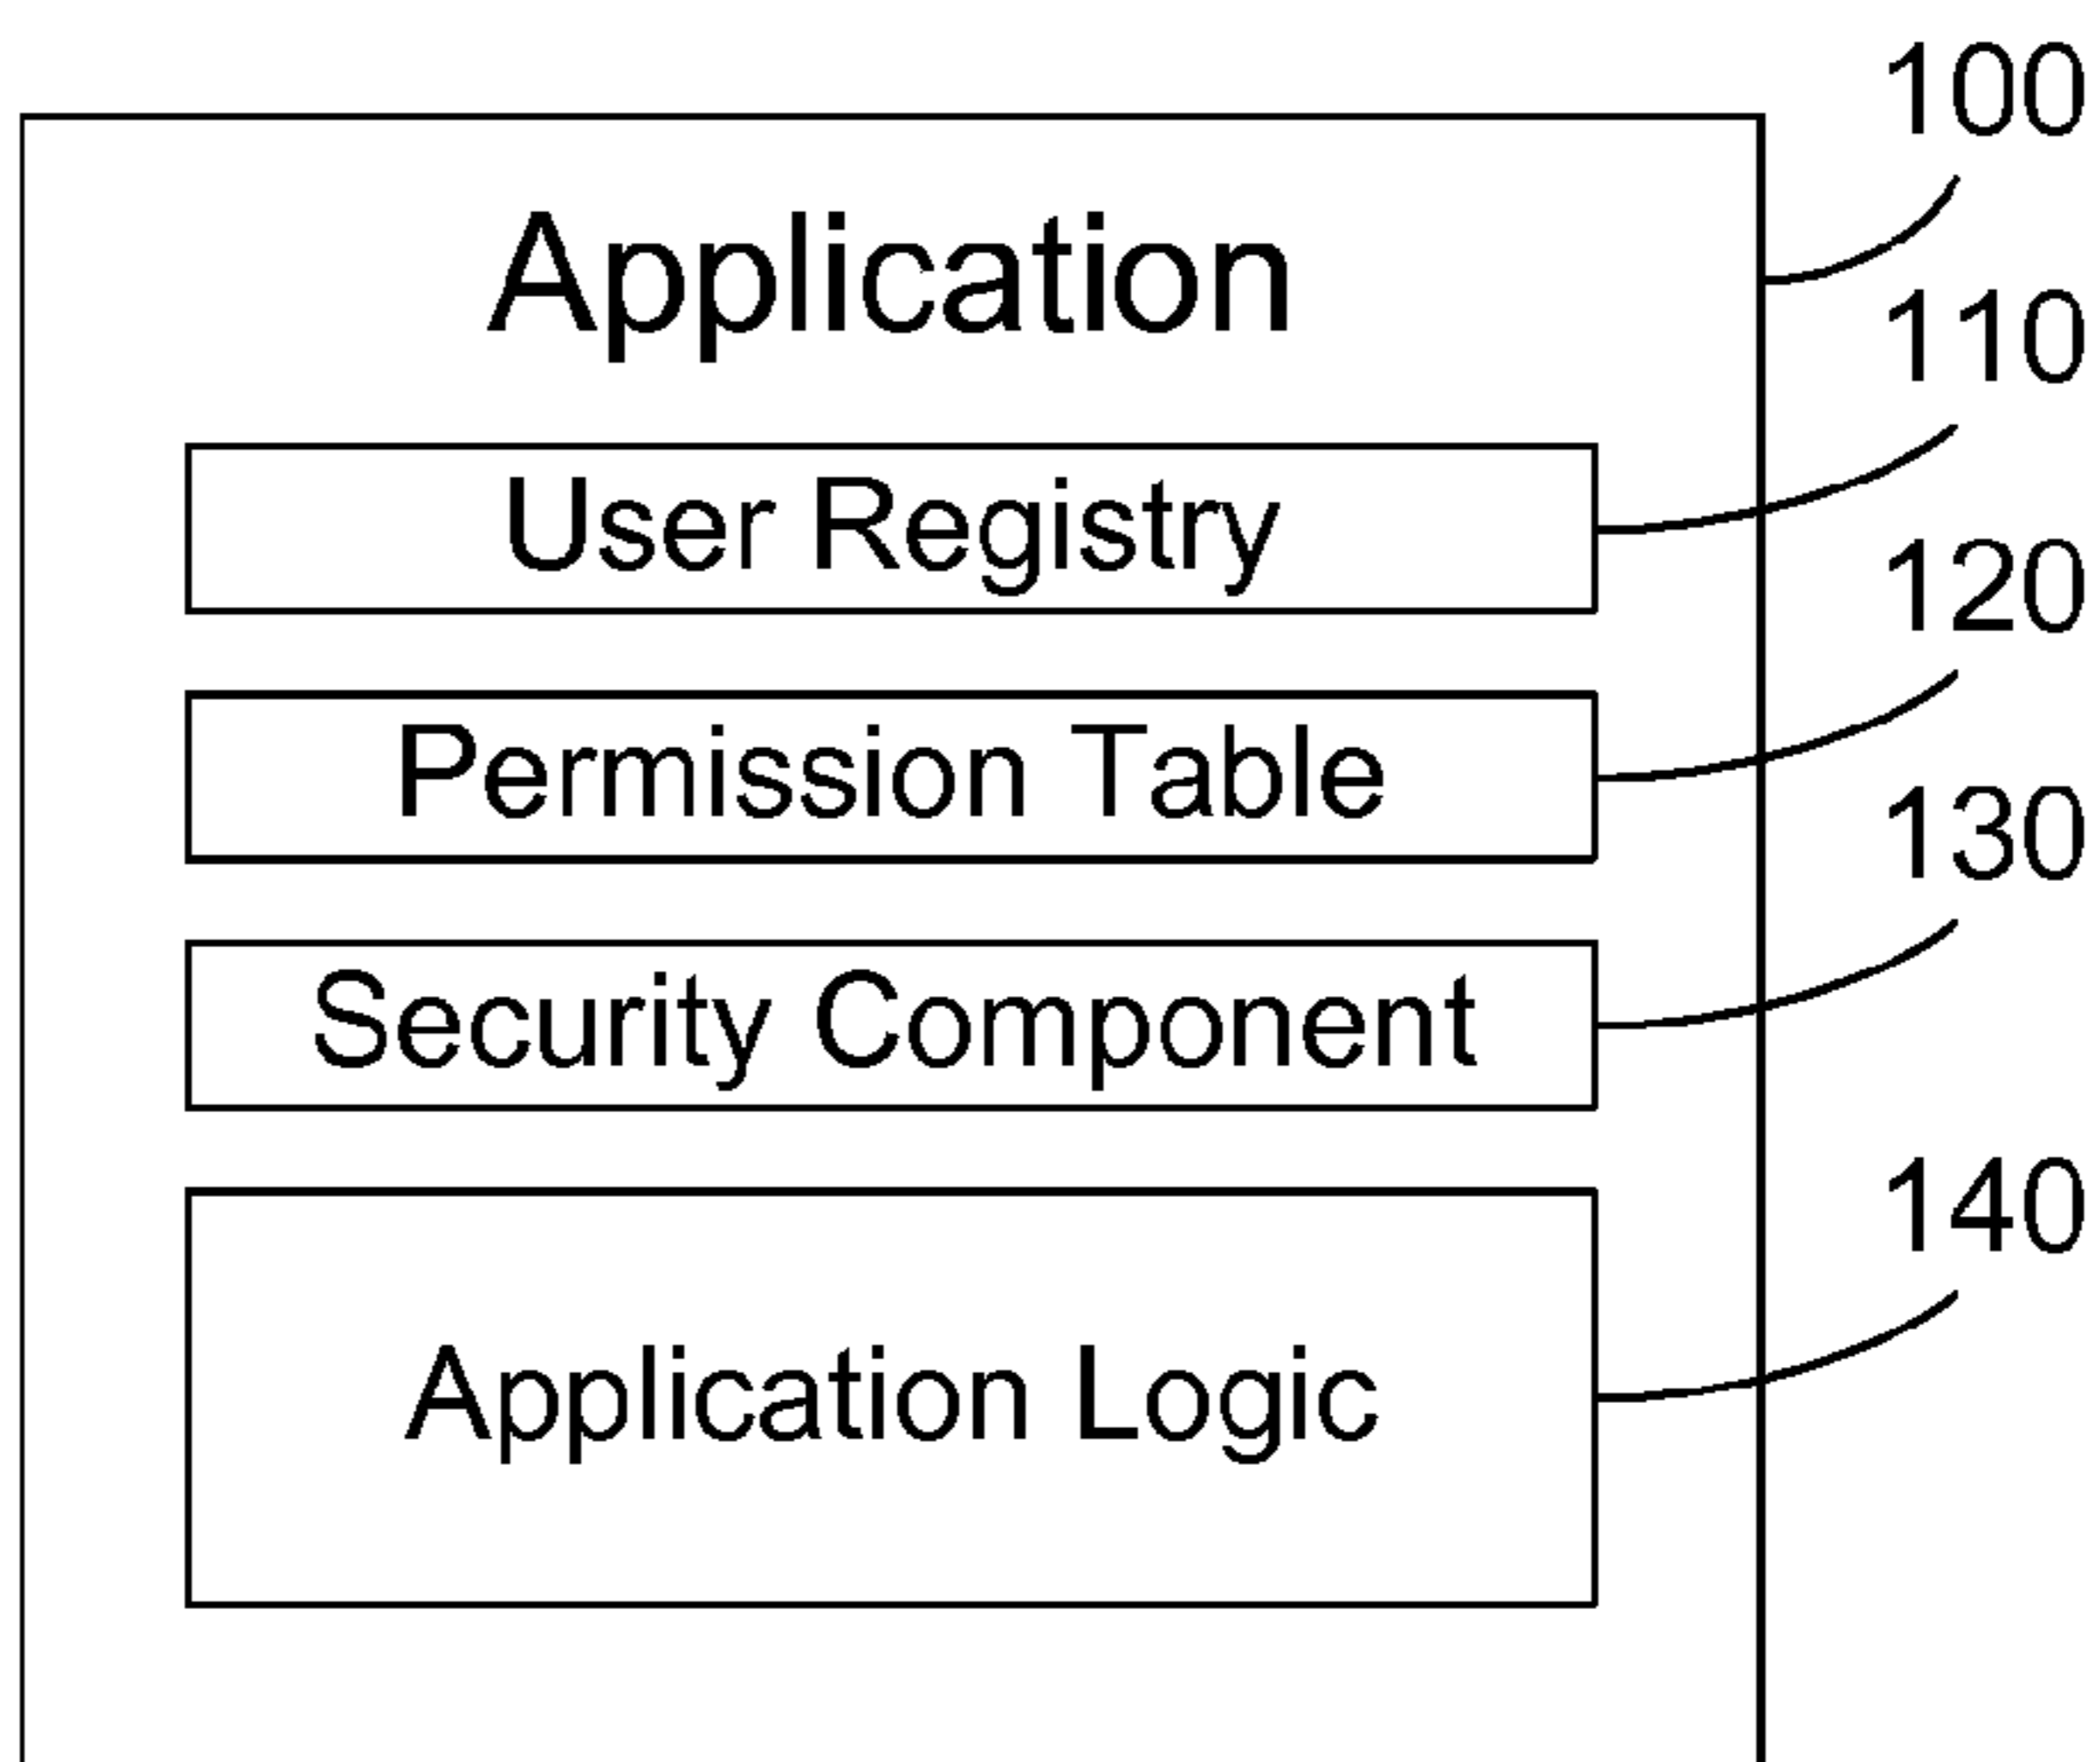 100
Application
110
User Registry
120
Permission Table
130
Security Component
140
Application Logic